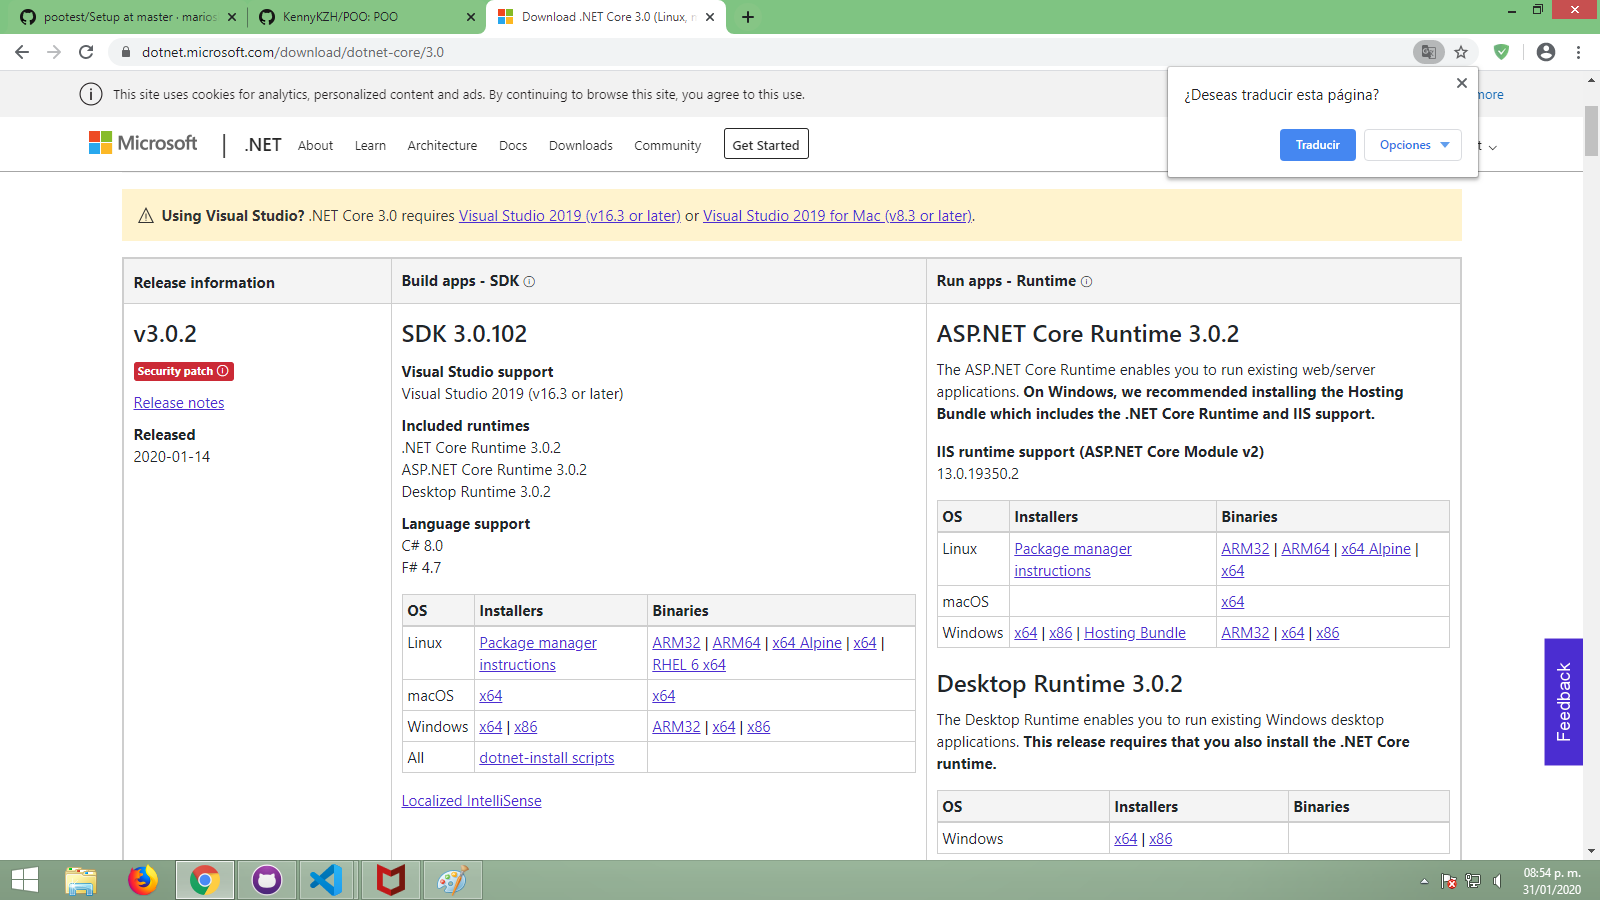 pootest/Setup at master · marios
KennyKZH/POO: POO
Download .NET Core 3.0 (Linux, m
dotnet.microsoft.com/download/dotnet-core/3.0
This site uses cookies for analytics, personalized content and ads. By continuing to browse this site, you agree to this use.
more
¿Deseas traducir esta página?
Traducir
Opciones
Microsoft
.NET
About
Learn
Architecture
Docs
Downloads
Community
Get Started
t
Using Visual Studio? .NET Core 3.0 requires Visual Studio 2019 (v16.3 or later) or Visual Studio 2019 for Mac (v8.3 or later).
Release information
Build apps - SDK
Run apps - Runtime
v3.0.2
Security patch
Release notes
Released
2020-01-14
SDK 3.0.102
Visual Studio support
Visual Studio 2019 (v16.3 or later)
Included runtimes
.NET Core Runtime 3.0.2
ASP.NET Core Runtime 3.0.2
Desktop Runtime 3.0.2
Language support
C# 8.0
F# 4.7
OS Installers Binaries
Linux Package manager ARM32 | ARM64 | x64 Alpine | x64 |
instructions RHEL 6 x64
macOS x64 x64
Windows x64 | x86 ARM32 | x64 | x86
All dotnet-install scripts
Localized IntelliSense
ASP.NET Core Runtime 3.0.2
The ASP.NET Core Runtime enables you to run existing web/server
applications. On Windows, we recommended installing the Hosting
Bundle which includes the .NET Core Runtime and IIS support.
IIS runtime support (ASP.NET Core Module v2)
13.0.19350.2
OS Installers Binaries
Linux Package manager ARM32 | ARM64 | x64 Alpine |
instructions x64
macOS x64
Windows x64 | x86 | Hosting Bundle ARM32 | x64 | x86
Desktop Runtime 3.0.2
The Desktop Runtime enables you to run existing Windows desktop
applications. This release requires that you also install the .NET Core
runtime.
OS Installers Binaries
Windows x64 | x86
Feedback
08:54 p. m.
31/01/2020